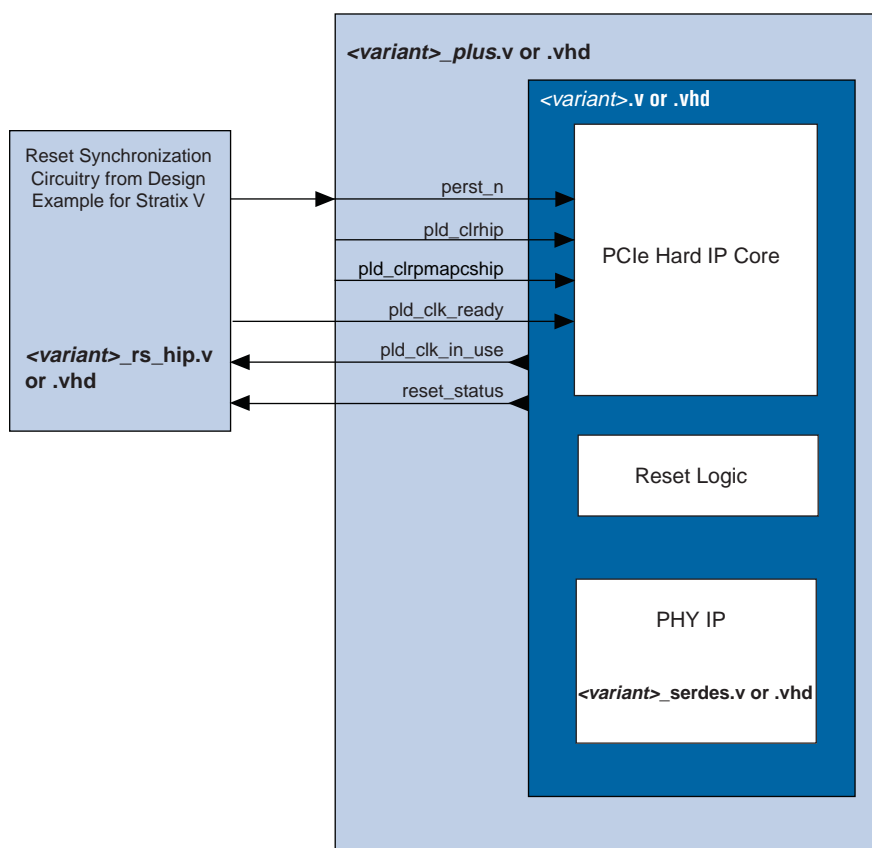 <variant>_plus.v or .vhd
<variant>.v or .vhd
Reset Synchronization
Circuitry from Design
Example for Stratix V
<variant>_rs_hip.v
or .vhd
perst_n
pld_clrhip
pld_clrpmapcship
pld_clk_ready
pld_clk_in_use
reset_status
PCIe Hard IP Core
Reset Logic
PHY IP
<variant>_serdes.v or .vhd